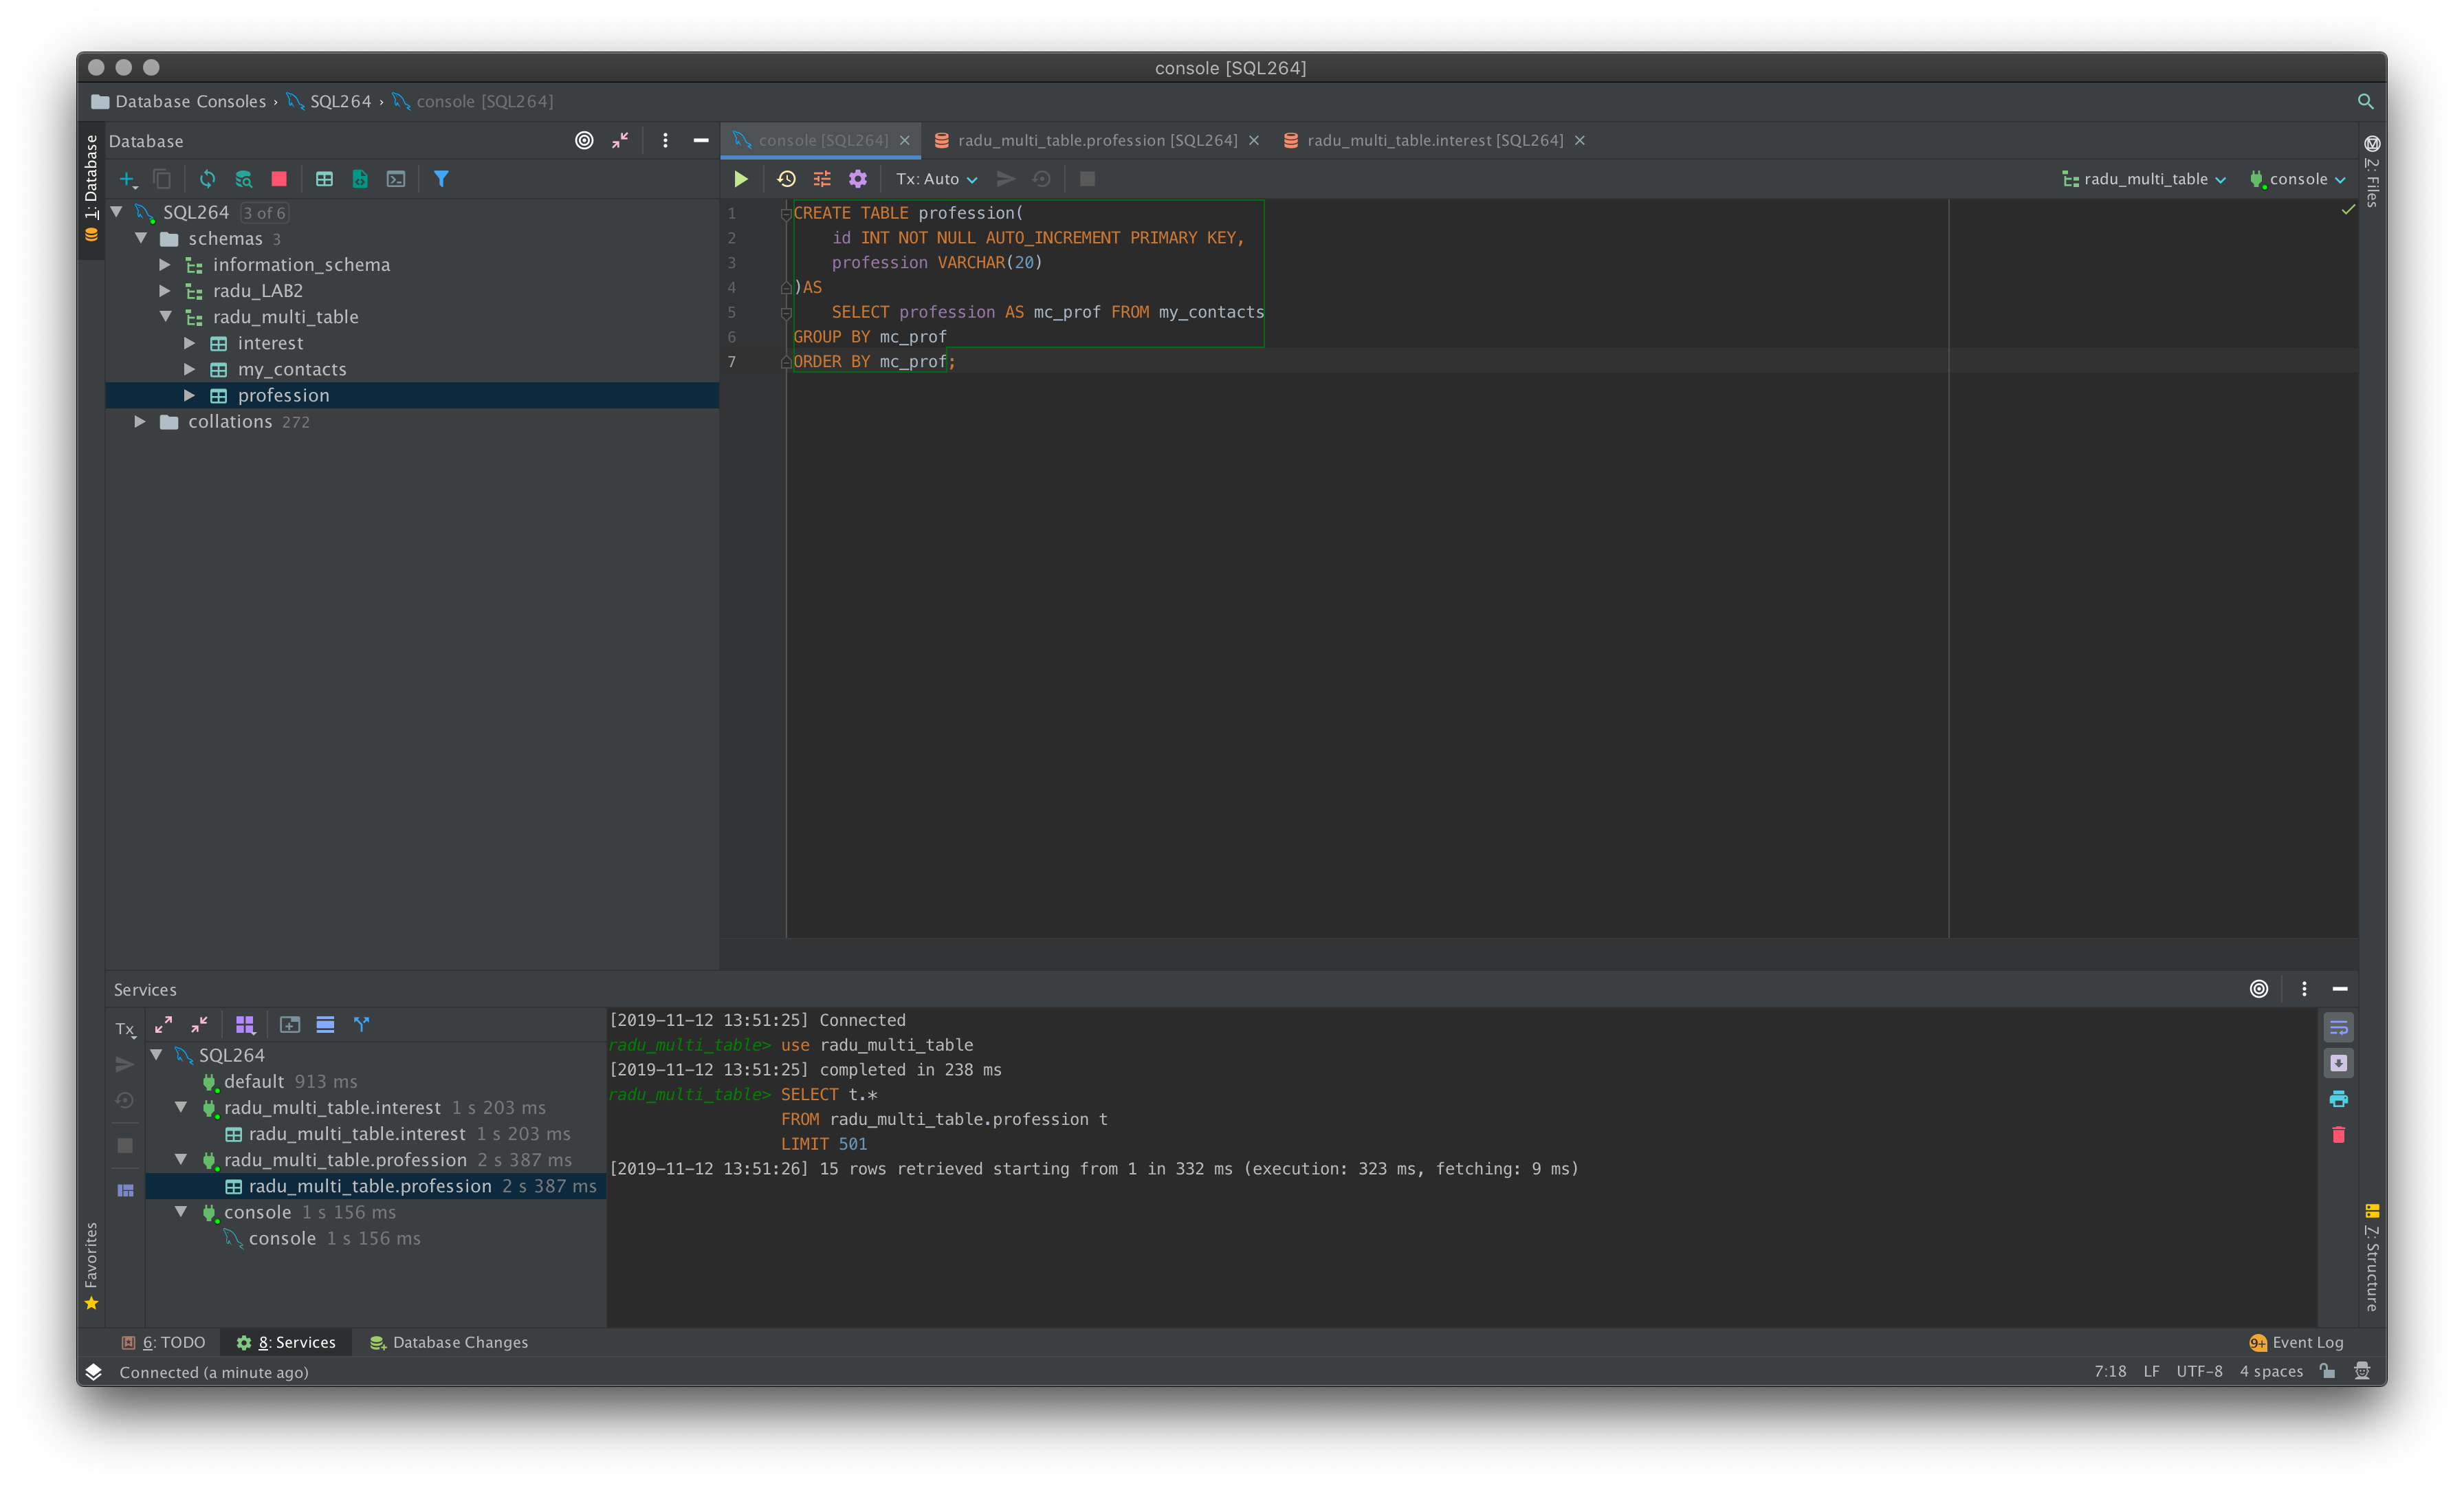 console [SQL264]
Database Consoles › SQL264 › console [SQL264]
1: Database
Database
SQL264 3 of 6
schemas 3
information_schema
radu_LAB2
radu_multi_table
interest
my_contacts
profession
collations 272
console [SQL264] radu_multi_table.profession [SQL264] radu_multi_table.interest [SQL264]
Tx: Auto radu_multi_table console
2: Files
1 CREATE TABLE profession(
2 id INT NOT NULL AUTO_INCREMENT PRIMARY KEY,
3 profession VARCHAR(20)
4 )AS
5 SELECT profession AS mc_prof FROM my_contacts
6 GROUP BY mc_prof
7 ORDER BY mc_prof;
Services
Tx
SQL264
default 913 ms
radu_multi_table.interest 1 s 203 ms
radu_multi_table.interest 1 s 203 ms
radu_multi_table.profession 2 s 387 ms
radu_multi_table.profession 2 s 387 ms
console 1 s 156 ms
console 1 s 156 ms
[2019-11-12 13:51:25] Connected
radu_multi_table> use radu_multi_table
[2019-11-12 13:51:25] completed in 238 ms
radu_multi_table> SELECT t.*
FROM radu_multi_table.profession t
LIMIT 501
[2019-11-12 13:51:26] 15 rows retrieved starting from 1 in 332 ms (execution: 323 ms, fetching: 9 ms)
Favorites
7: Structure
6: TODO 8: Services Database Changes 9+ Event Log
Connected (a minute ago) 7:18 LF UTF-8 4 spaces